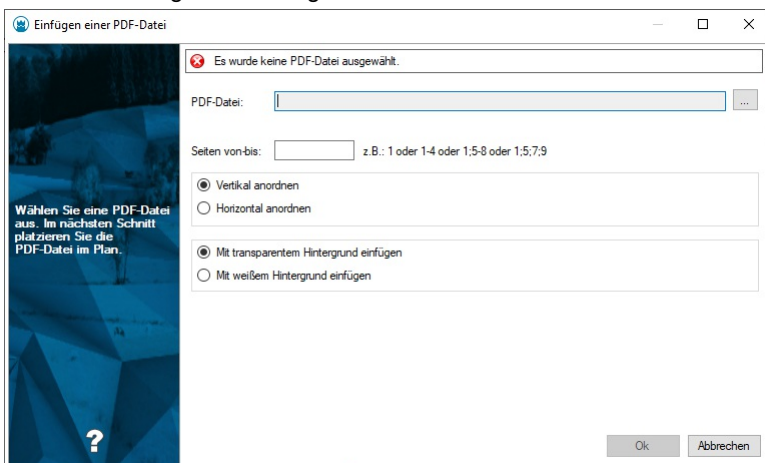 Einfügen einer PDF-Datei
Es wurde keine PDF-Datei ausgewählt.
PDF-Datei:
...
Seiten von-bis:
z.B.: 1 oder 1-4 oder 1;5-8 oder 1;5;7;9
Vertikal anordnen
Horizontal anordnen
Wählen Sie eine PDF-Datei
aus. Im nächsten Schritt
platzieren Sie die
PDF-Datei im Plan.
Mit transparentem Hintergrund einfügen
Mit weißem Hintergrund einfügen
?
Ok
Abbrechen